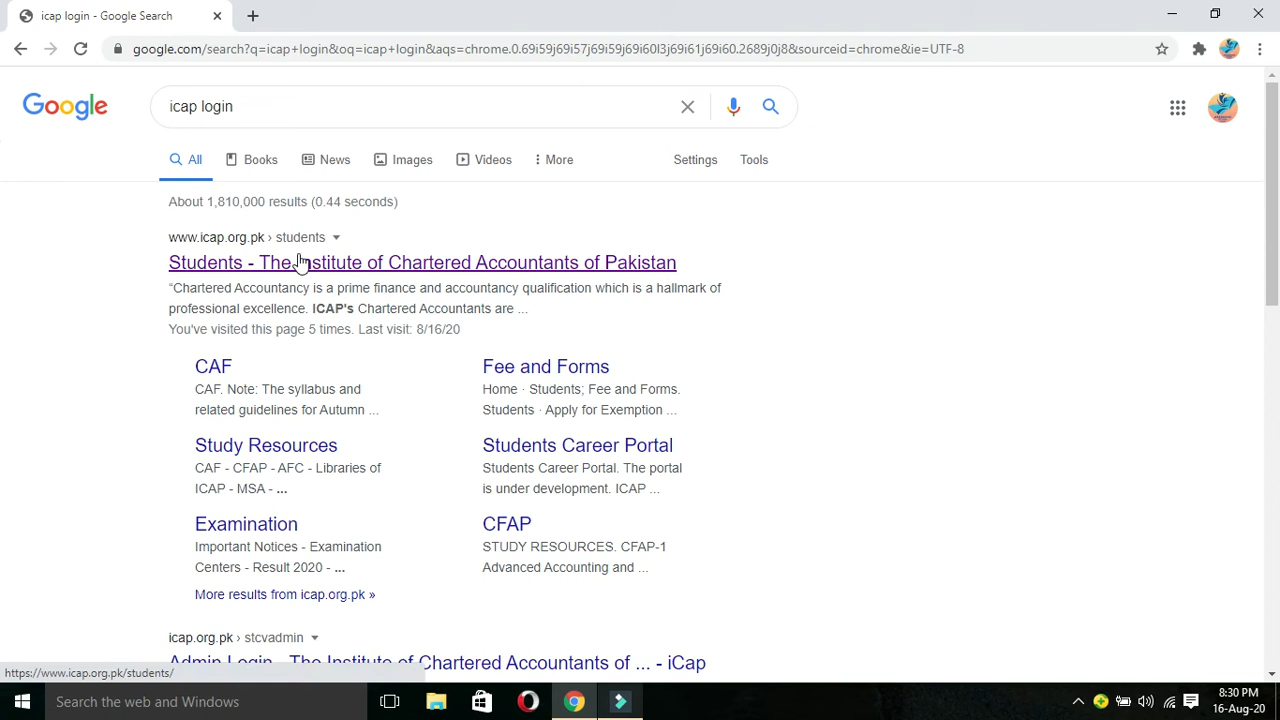 icap login - Google Search
google.com/search?q=icap+login&oq=icap+login&aqs=chrome.0.69i59j69i57j69i59j69i60l3j69i61j69i60.2689j0j8&sourceid=chrome&ie=UTF-8
Google
icap login
All
Books
News
Images
Videos
More
Settings
Tools
About 1,810,000 results (0.44 seconds)
www.icap.org.pk › students
Students - The Institute of Chartered Accountants of Pakistan
“Chartered Accountancy is a prime finance and accountancy qualification which is a hallmark of
professional excellence. ICAP's Chartered Accountants are ...
You've visited this page 5 times. Last visit: 8/16/20
CAF
CAF. Note: The syllabus and
related guidelines for Autumn ...
Fee and Forms
Home · Students; Fee and Forms.
Students · Apply for Exemption ...
Study Resources
CAF - CFAP - AFC - Libraries of
ICAP - MSA - ...
Students Career Portal
Students Career Portal. The portal
is under development. ICAP ...
Examination
Important Notices - Examination
Centers - Result 2020 - ...
CFAP
STUDY RESOURCES. CFAP-1
Advanced Accounting and ...
More results from icap.org.pk »
icap.org.pk › stcvadmin
Admin Login - The Institute of Chartered Accountants of ... - iCap
https://www.icap.org.pk/students/
Search the web and Windows
8:30 PM
16-Aug-20